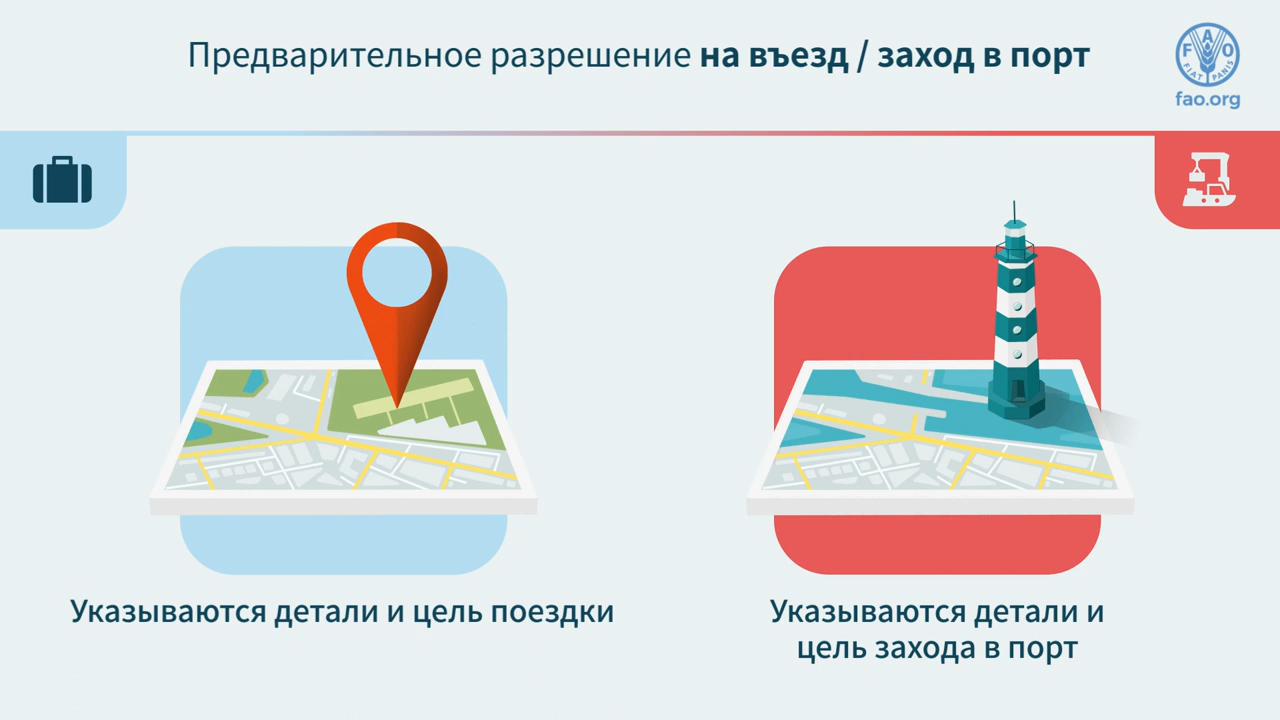 Предварительное разрешение на въезд / заход в порт
FAO
FIAT PANIS
fao.org
Указываются детали и цель поездки
Указываются детали и
цель захода в порт